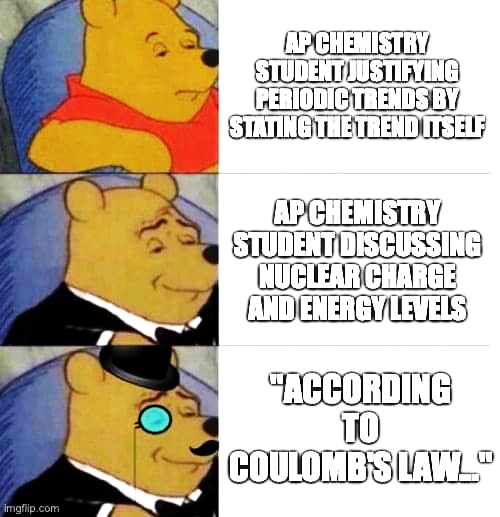 AP CHEMISTRY
STUDENT JUSTIFYING
PERIODIC TRENDS BY
STATING THE TREND ITSELF
AP CHEMISTRY
STUDENT DISCUSSING
NUCLEAR CHARGE
AND ENERGY LEVELS
"ACCORDING
TO
COULOMB'S LAW..."
imgflip.com